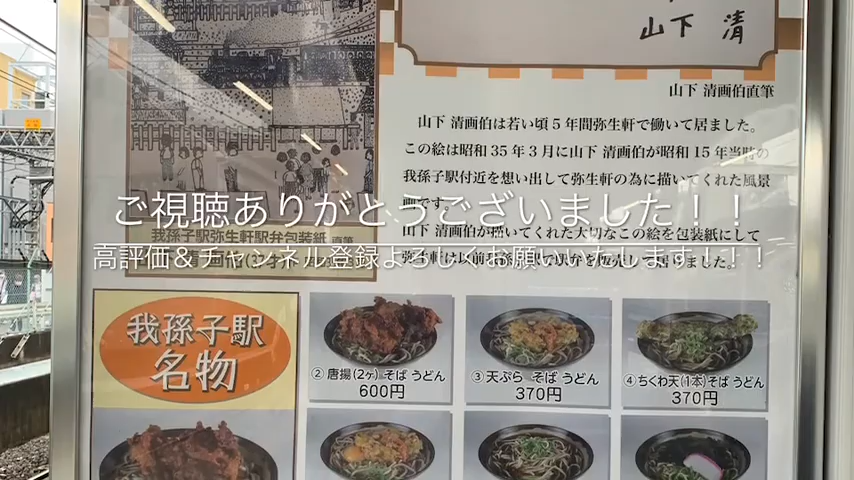 山下 清
山下 清画伯直筆
山下 清画伯は若い頃5年間弥生軒で働いて居ました。
この絵は昭和35年3月に山下 清画伯が昭和15年当時の
我孫子駅付近を想い出して弥生軒の為に描いてくれた風景
画です。
ご視聴ありがとうございました！！
山下 清画伯が描いてくれた大切なこの絵を包装紙にして
我孫子駅弥生軒駅弁包装紙 直筆
高評価＆チャンネル登録よろしくお願いいたします！！！
我孫子駅
名物
② 唐揚(2ヶ)そば うどん
600円
③天ぷら そば うどん
370円
④ちくわ天(1本)そば うどん
370円